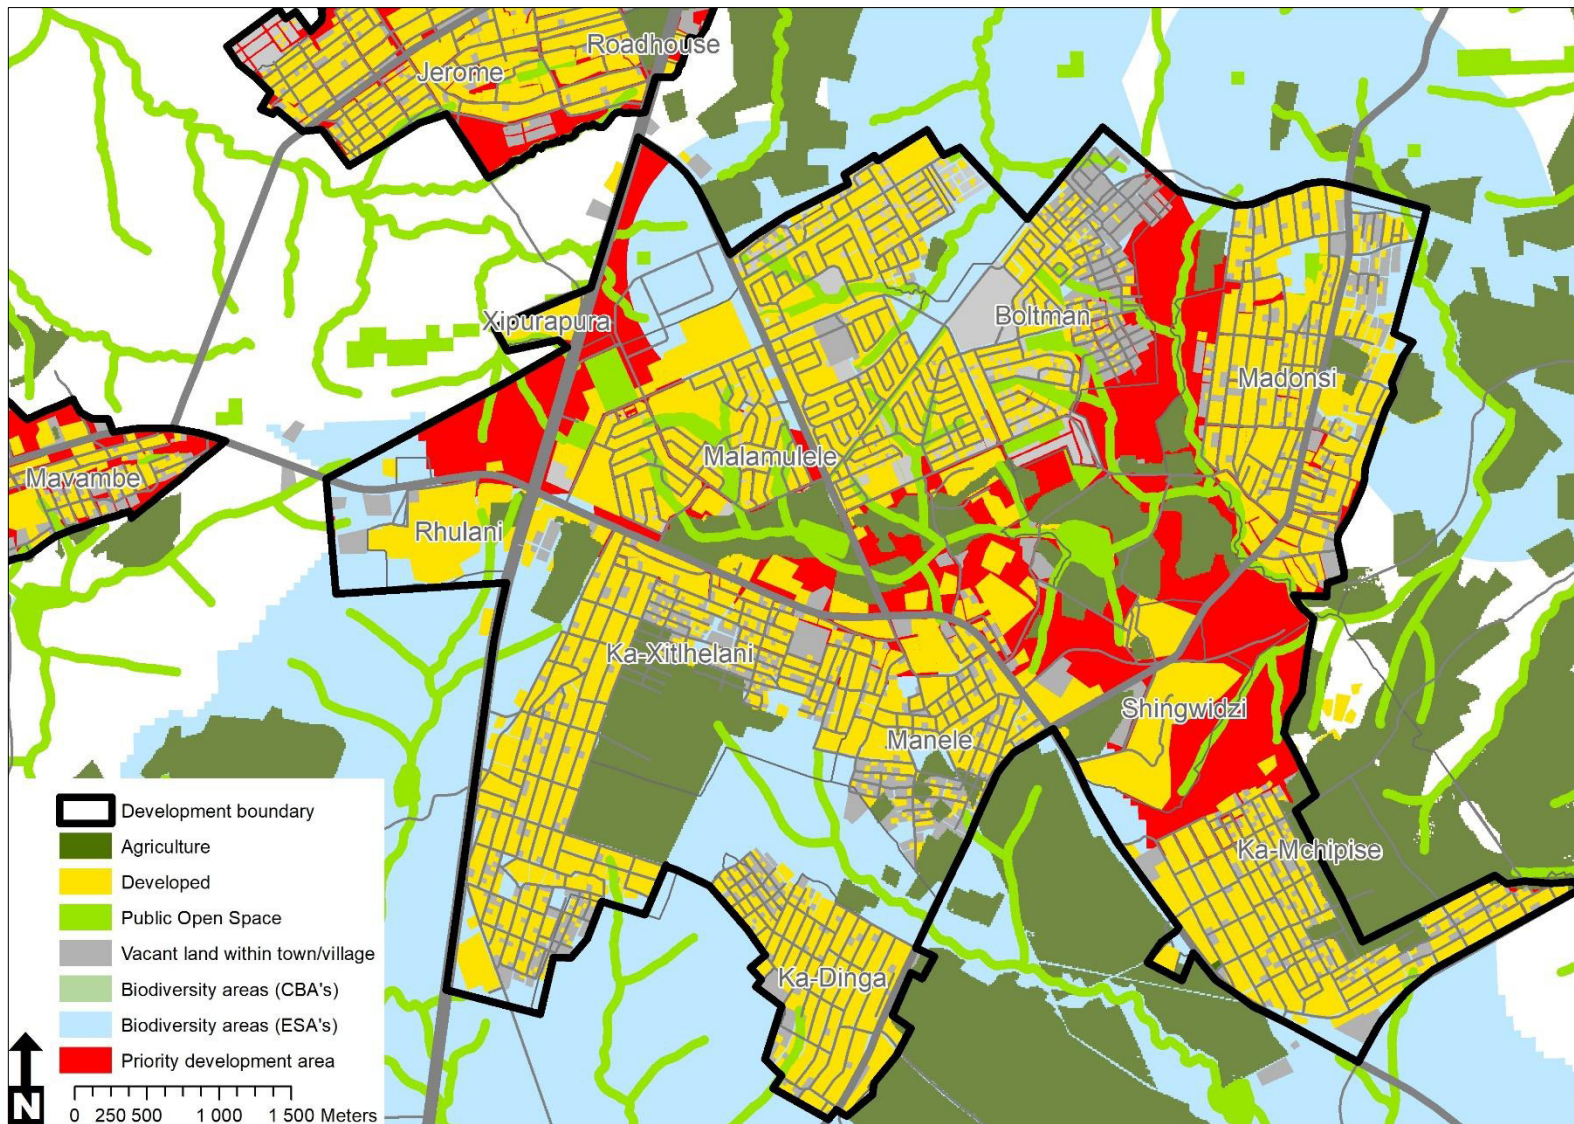 Roadhouse
Jerome
Xipurapura
Boltman
Madonsi
Malamulele
Mavambe
Rhulani
Ka-Xitlhelani
Shingwidzi
Manele
Ka-Mchipise
Ka-Dinga
Development boundary
Agriculture
Developed
Public Open Space
Vacant land within town/village
Biodiversity areas (CBA's)
Biodiversity areas (ESA's)
Priority development area
N
0 250 500 1 000 1 500 Meters